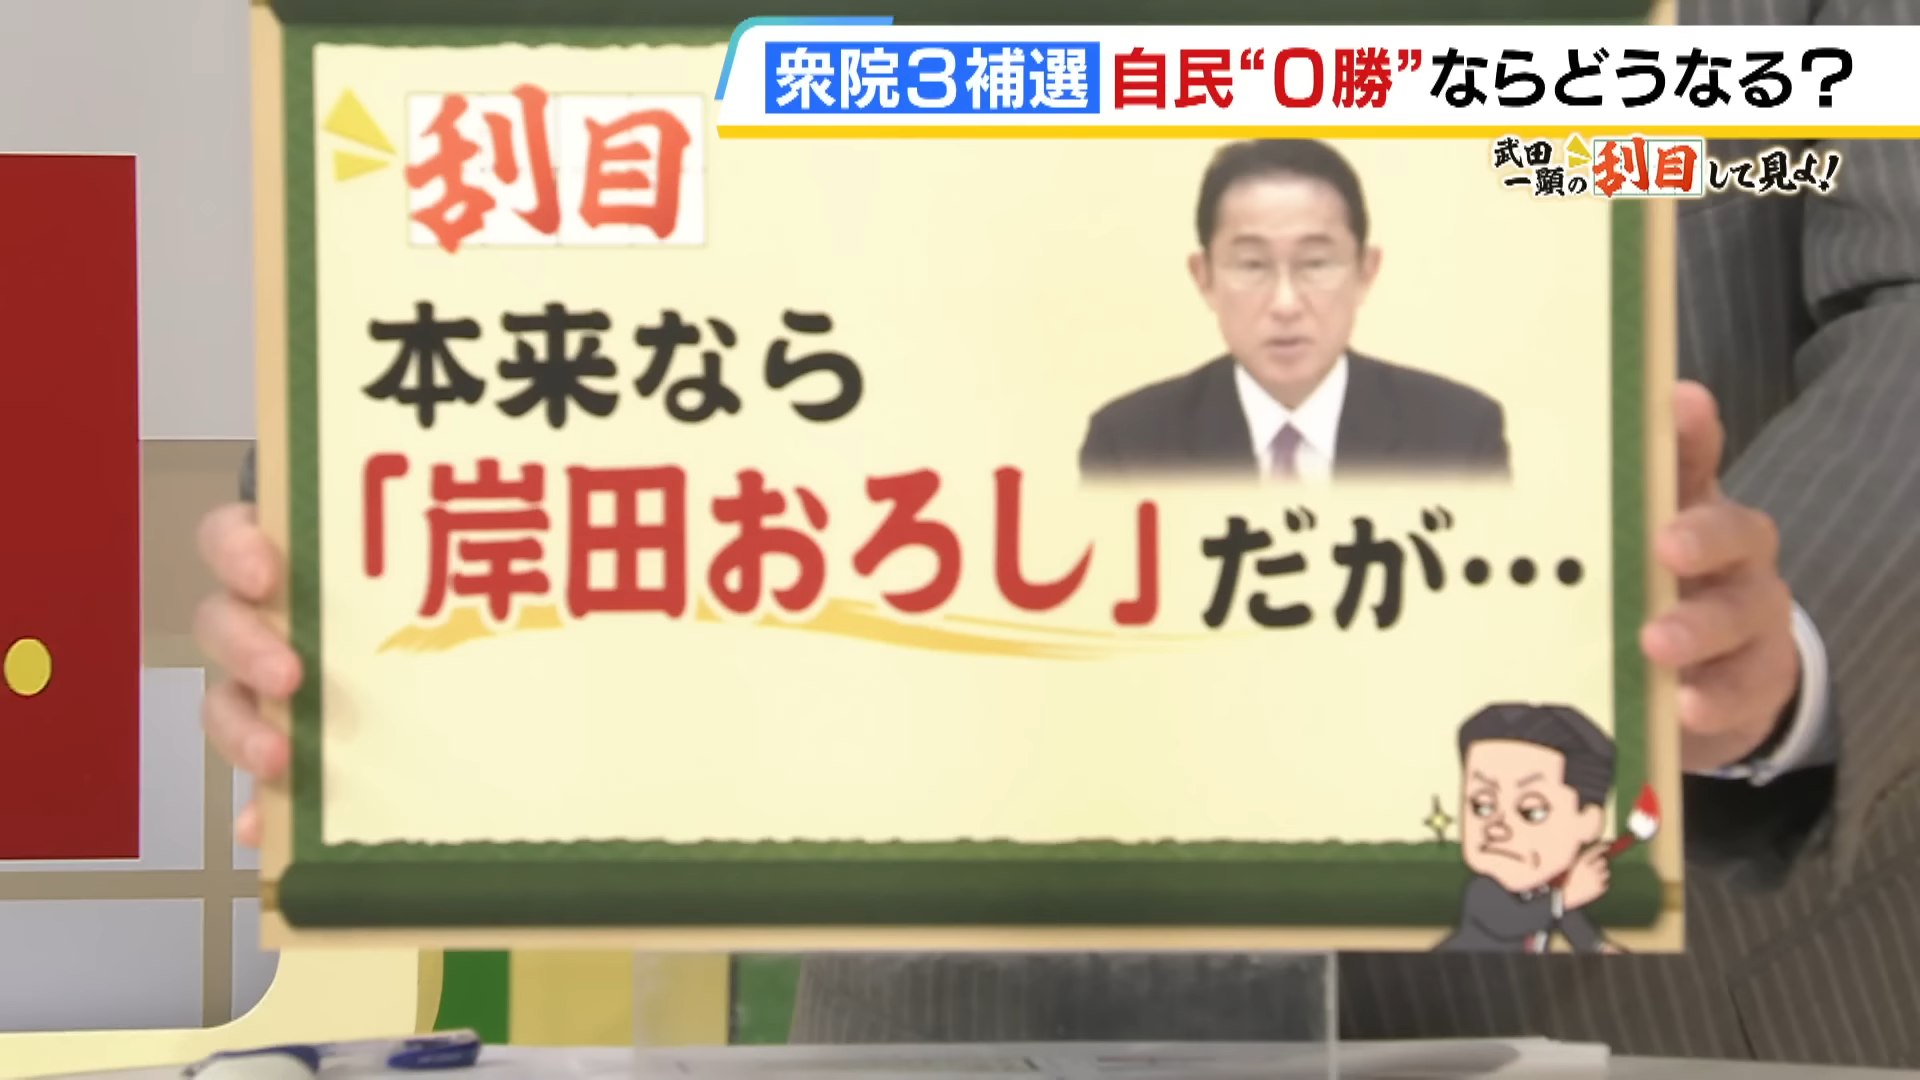 衆院3補選 自民“0勝”ならどうなる？
武田一顕の刮目して見よ！
刮目
本来なら
「岸田おろし」だが…